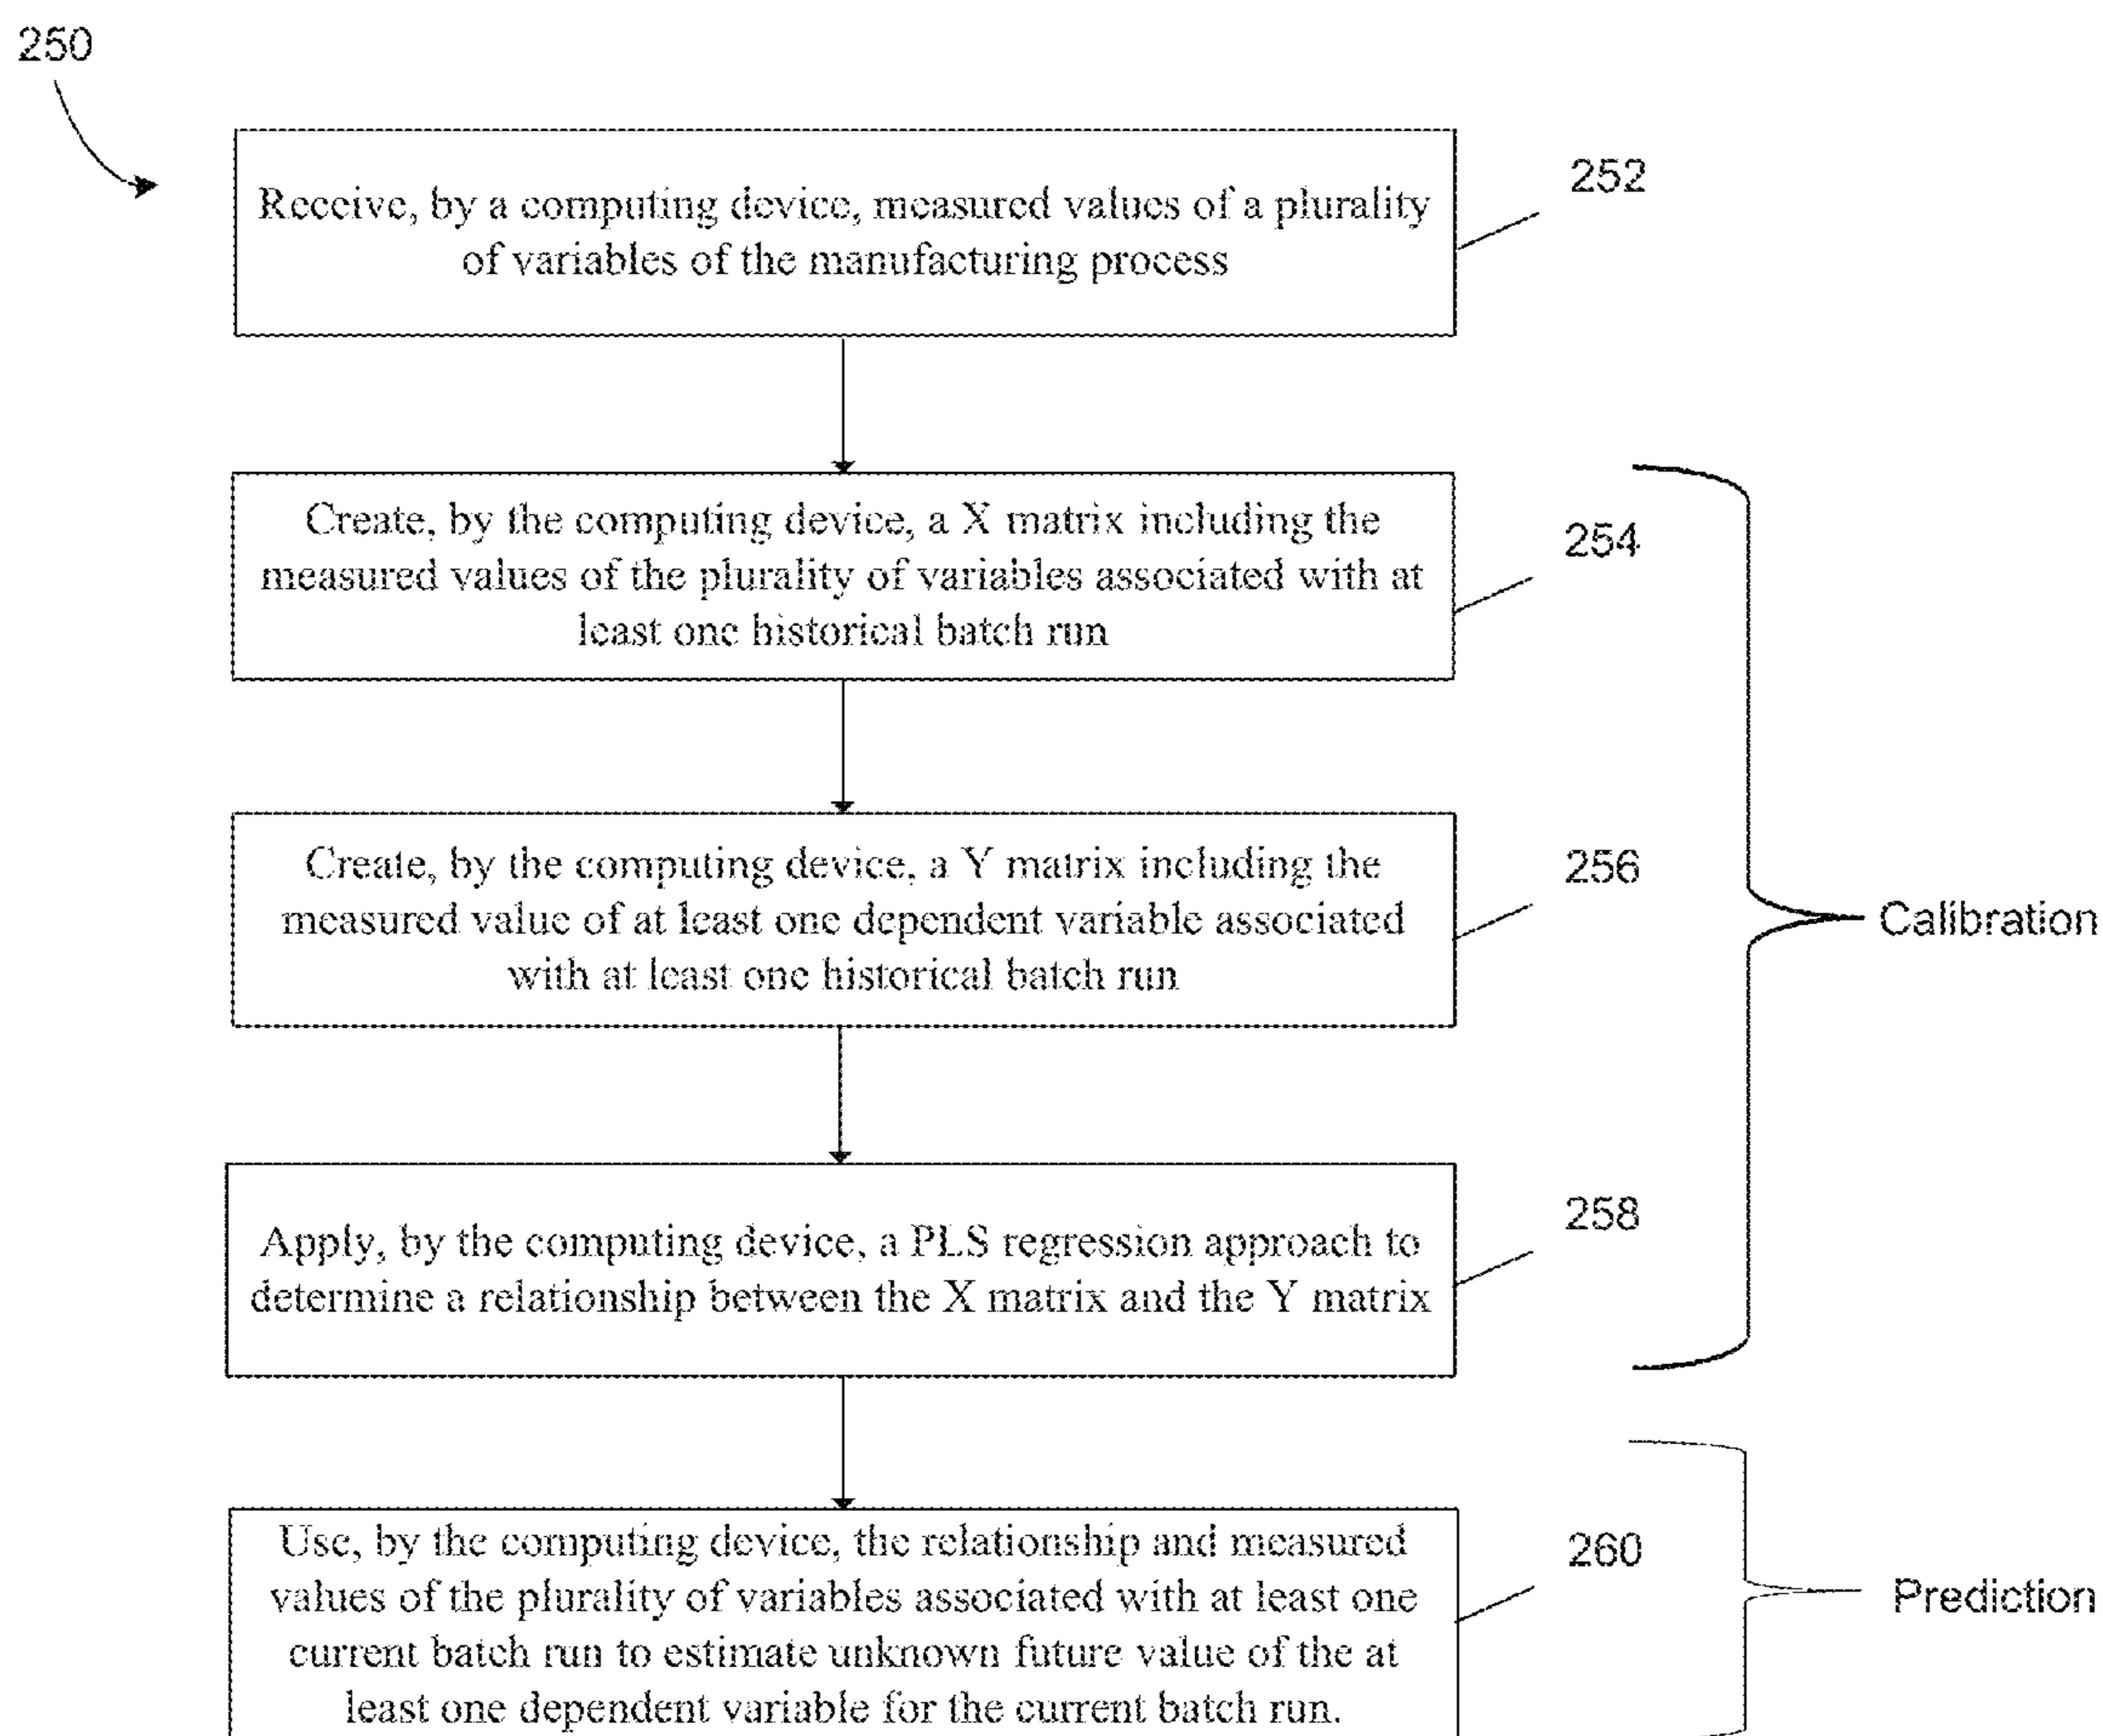 250
Receive, by a computing device, measured values of a plurality
of variables of the manufacturing process
252
Create, by the computing device, a X matrix including the
measured values of the plurality of variables associated with at
least one historical batch run
254
Create, by the computing device, a Y matrix including the
measured value of at least one dependent variable associated
with at least one historical batch run
256
Calibration
Apply, by the computing device, a PLS regression approach to
determine a relationship between the X matrix and the Y matrix
258
Use, by the computing device, the relationship and measured
values of the plurality of variables associated with at least one
current batch run to estimate unknown future value of the at
least one dependent variable for the current batch run.
260
Prediction